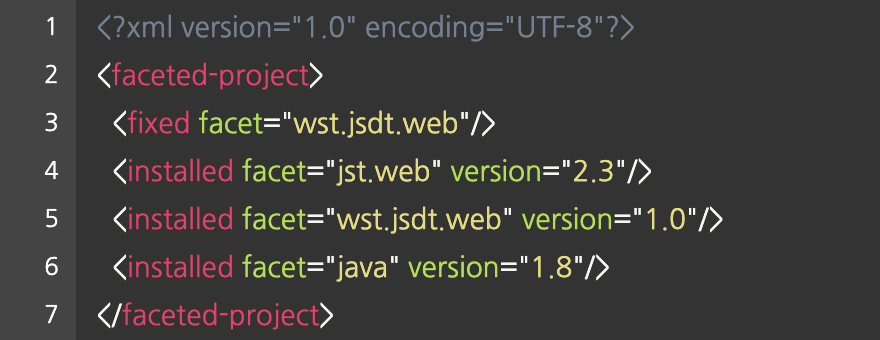 1 <?xml version="1.0" encoding="UTF-8"?>
2 <faceted-project>
3 <fixed facet="wst.jsdt.web"/>
4 <installed facet="jst.web" version="2.3"/>
5 <installed facet="wst.jsdt.web" version="1.0"/>
6 <installed facet="java" version="1.8"/>
7 </faceted-project>